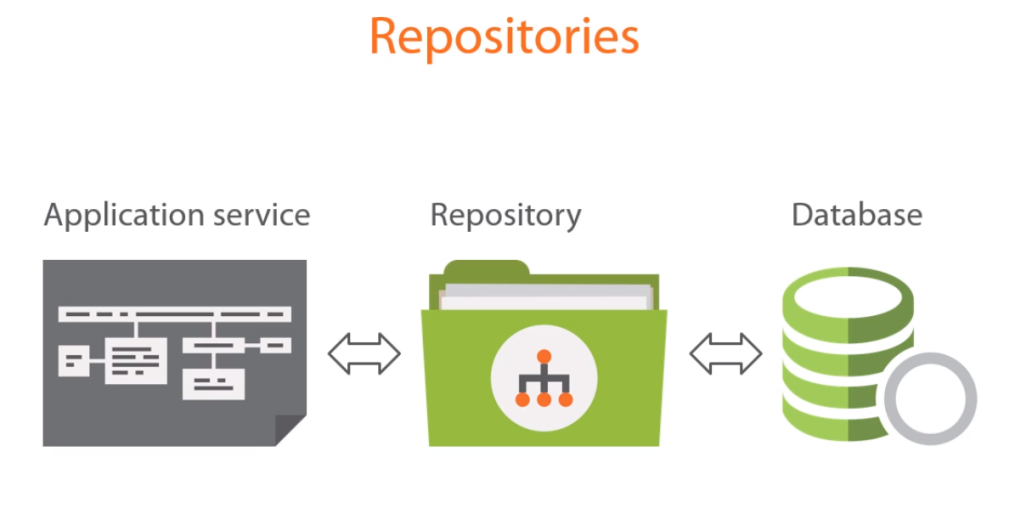 Repositories
Application service
Repository
Database